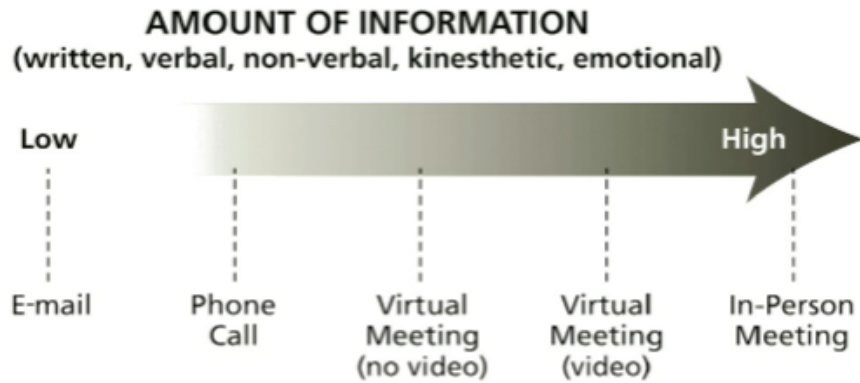 AMOUNT OF INFORMATION
(written, verbal, non-verbal, kinesthetic, emotional)
Low
High
E-mail
Phone
Call
Virtual
Meeting
(no video)
Virtual
Meeting
(video)
In-Person
Meeting